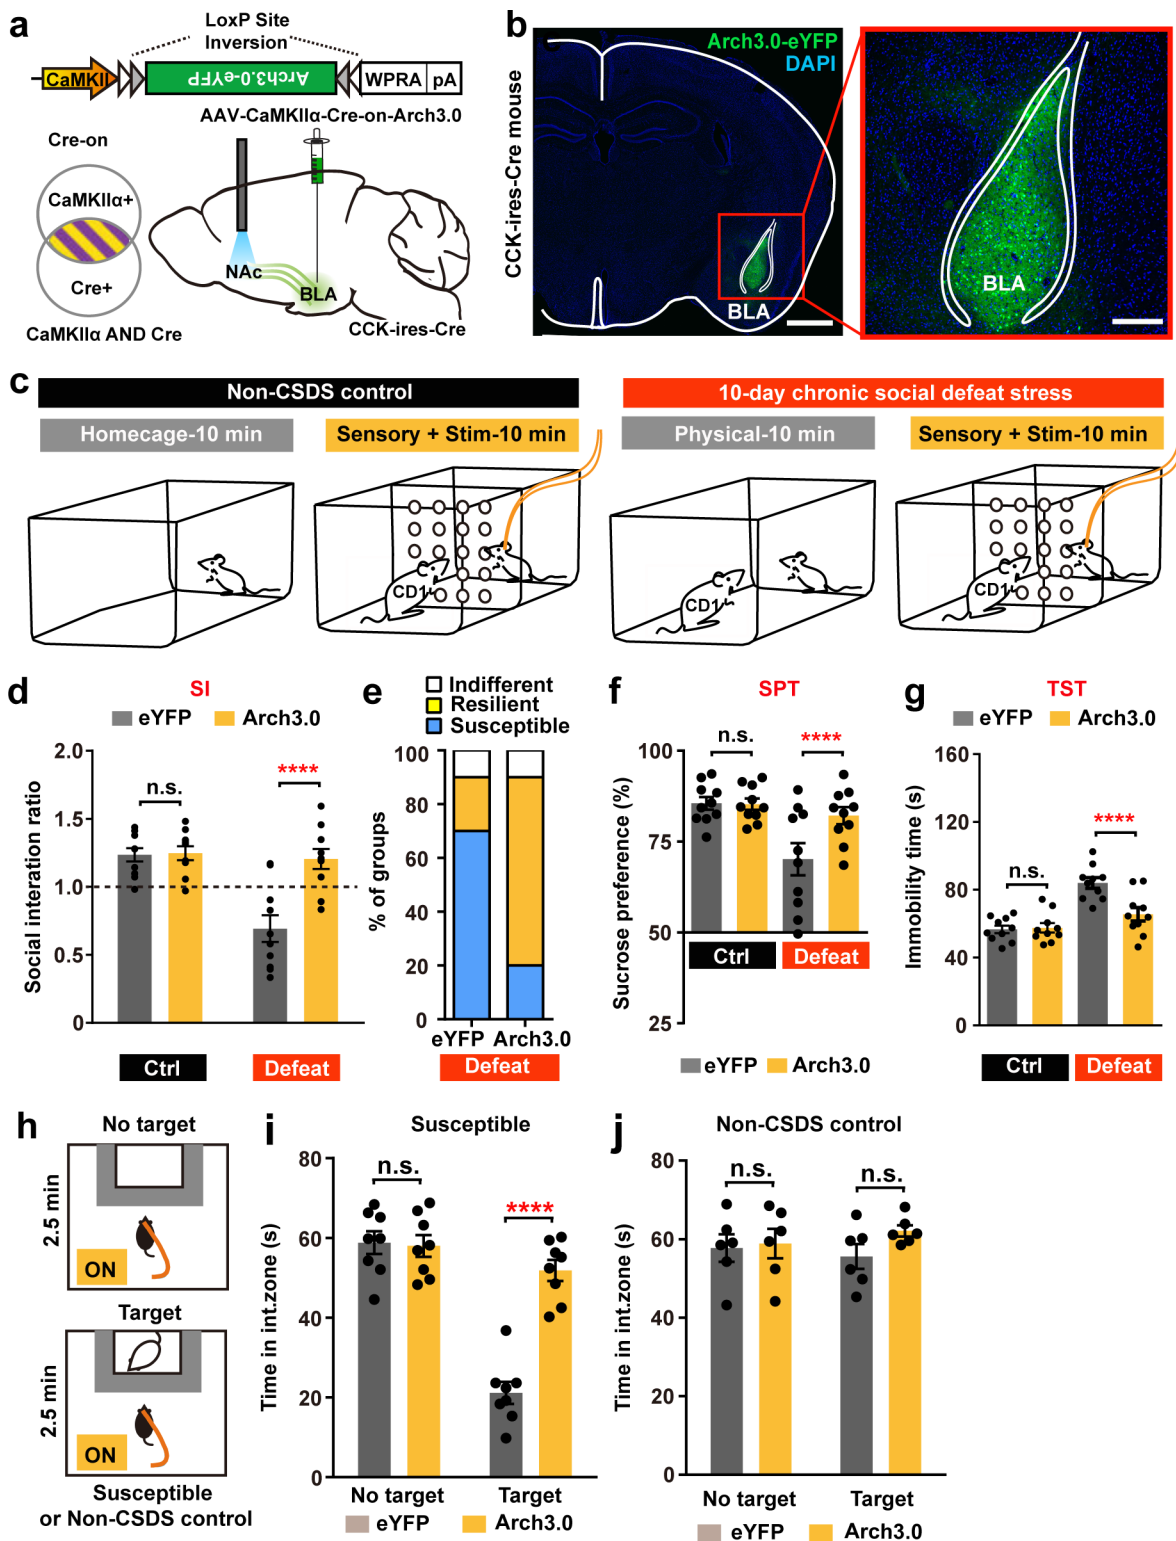 a
LoxP Site
Inversion
CaMKII
Arch3.0-eYFP
WPRA
pA
AAV-CaMKIIα-Cre-on-Arch3.0
Cre-on
CaMKIIα+
Cre+
CaMKIIα AND Cre
NAc
BLA
CCK-ires-Cre
b
CCK-ires-Cre mouse
Arch3.0-eYFP
DAPI
BLA
BLA
c
Non-CSDS control
10-day chronic social defeat stress
Homecage-10 min
Sensory + Stim-10 min
Physical-10 min
Sensory + Stim-10 min
CD1
CD1
CD1
d
SI
eYFP
Arch3.0
Social interation ratio
2.0
1.5
1.0
0.5
0
n.s.
****
Ctrl
Defeat
e
Indifferent
Resilient
Susceptible
% of groups
100
80
60
40
20
0
eYFP
Arch3.0
Defeat
f
SPT
Sucrose preference (%)
100
75
50
25
n.s.
****
Ctrl
Defeat
eYFP
Arch3.0
g
TST
eYFP
Arch3.0
Immobility time (s)
160
120
80
40
0
n.s.
****
Ctrl
Defeat
h
No target
2.5 min
ON
Target
2.5 min
ON
Susceptible
or Non-CSDS control
i
Susceptible
Time in int.zone (s)
80
60
40
20
0
n.s.
****
No target
Target
eYFP
Arch3.0
j
Non-CSDS control
Time in int.zone (s)
80
60
40
20
0
n.s.
n.s.
No target
Target
eYFP
Arch3.0